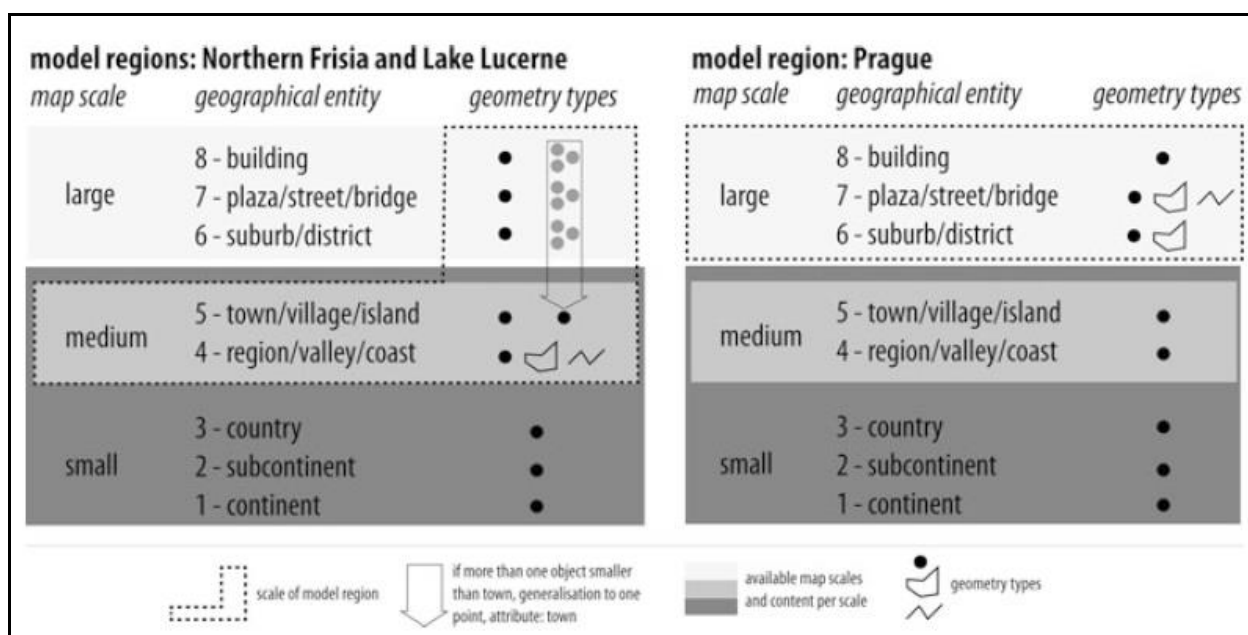 model regions: Northern Frisia and Lake Lucerne
map scale geographical entity geometry types
large
8 - building
7 - plaza/street/bridge
6 - suburb/district
medium
5 - town/village/island
4 - region/valley/coast
small
3 - country
2 - subcontinent
1 - continent
model region: Prague
map scale geographical entity geometry types
large
8 - building
7 - plaza/street/bridge
6 - suburb/district
medium
5 - town/village/island
4 - region/valley/coast
small
3 - country
2 - subcontinent
1 - continent
scale of model region
if more than one object smaller
than town, generalisation to one
point, attribute: town
available map scales
and content per scale
geometry types